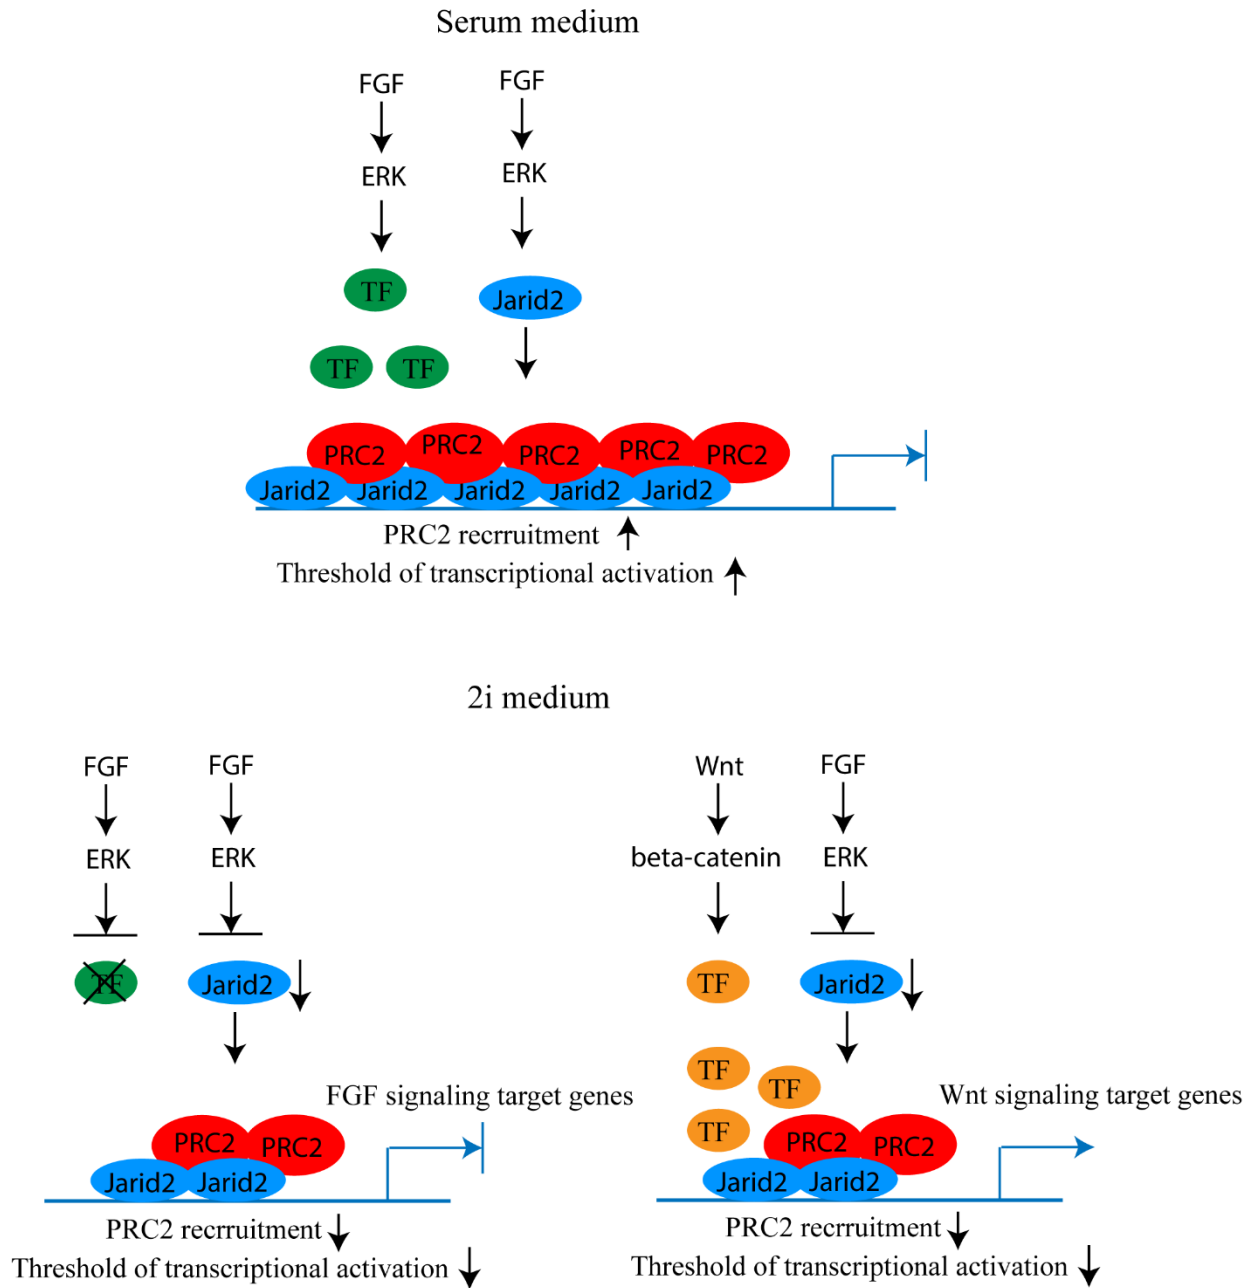 Serum medium
FGF FGF
ERK ERK
TF Jarid2
TF TF
PRC2 PRC2 PRC2 PRC2 PRC2
Jarid2 Jarid2 Jarid2 Jarid2 Jarid2
PRC2 recrruitment
Threshold of transcriptional activation
2i medium
FGF FGF
ERK ERK
TF Jarid2
FGF signaling target genes
PRC2 PRC2
Jarid2 Jarid2
PRC2 recrruitment
Threshold of transcriptional activation
Wnt FGF
beta-catenin ERK
TF Jarid2
TF TF
Wnt signaling target genes
TF PRC2 PRC2
Jarid2 Jarid2
PRC2 recrruitment
Threshold of transcriptional activation